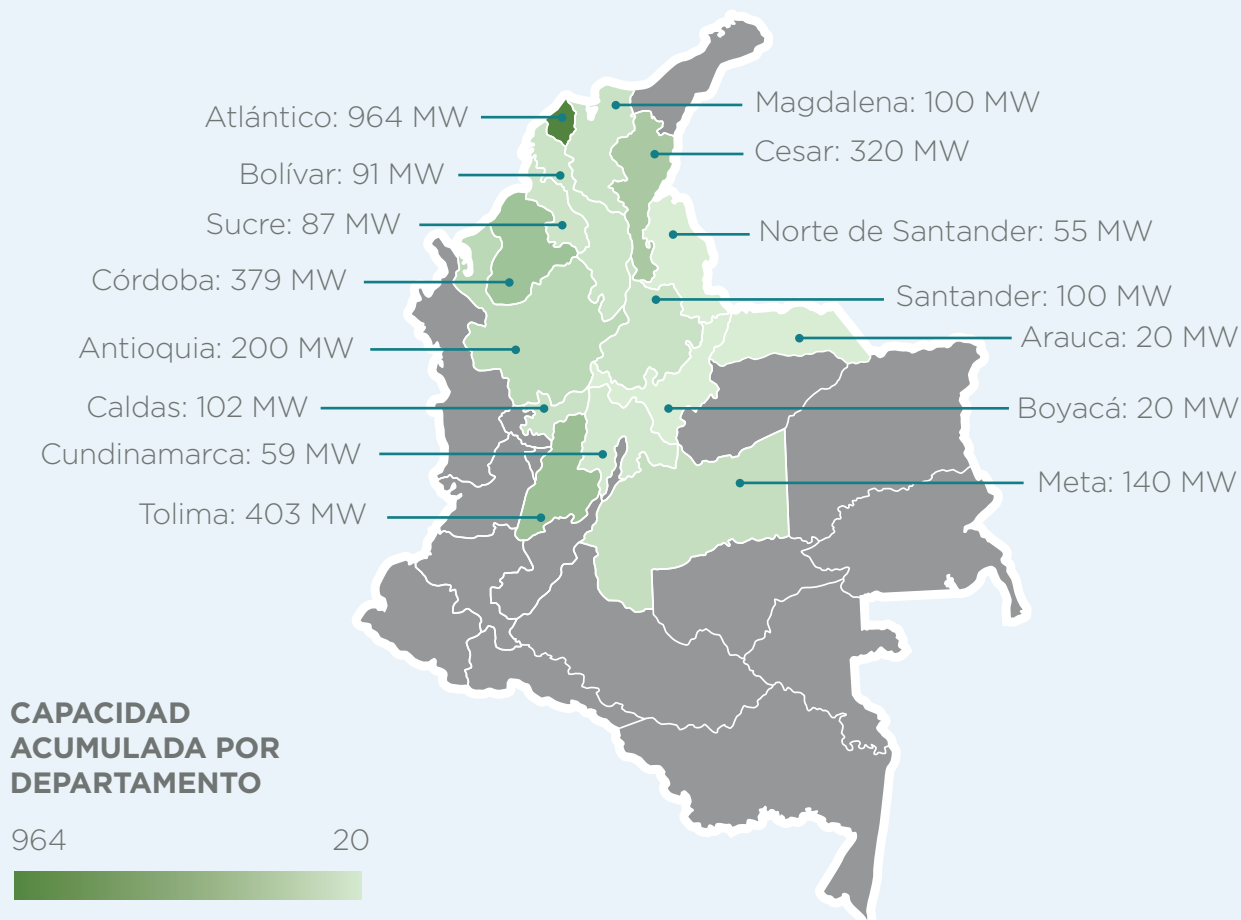 Atlántico: 964 MW
Bolívar: 91 MW
Sucre: 87 MW
Córdoba: 379 MW
Antioquia: 200 MW
Caldas: 102 MW
Cundinamarca: 59 MW
Tolima: 403 MW
Magdalena: 100 MW
Cesar: 320 MW
Norte de Santander: 55 MW
Santander: 100 MW
Arauca: 20 MW
Boyacá: 20 MW
Meta: 140 MW
CAPACIDAD
ACUMULADA POR
DEPARTAMENTO
964 20